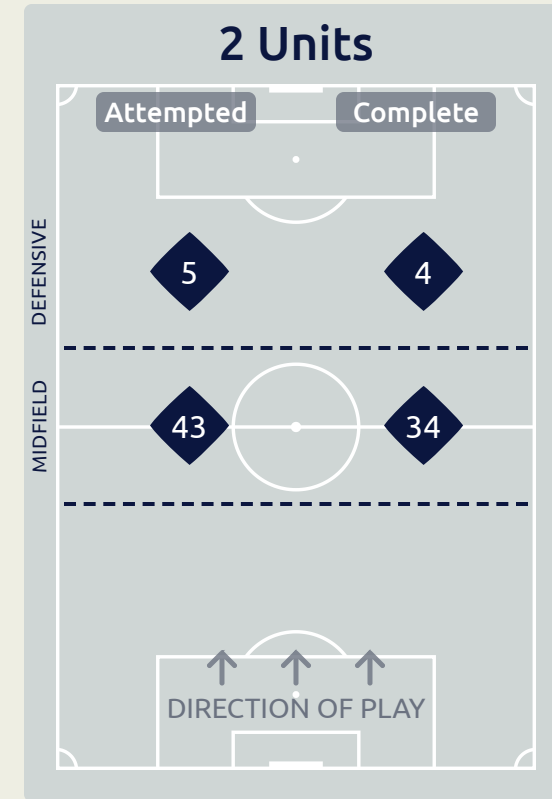 2 Units
Attempted Complete
DEFENSIVE
5 4
MIDFIELD
43 34
DIRECTION OF PLAY